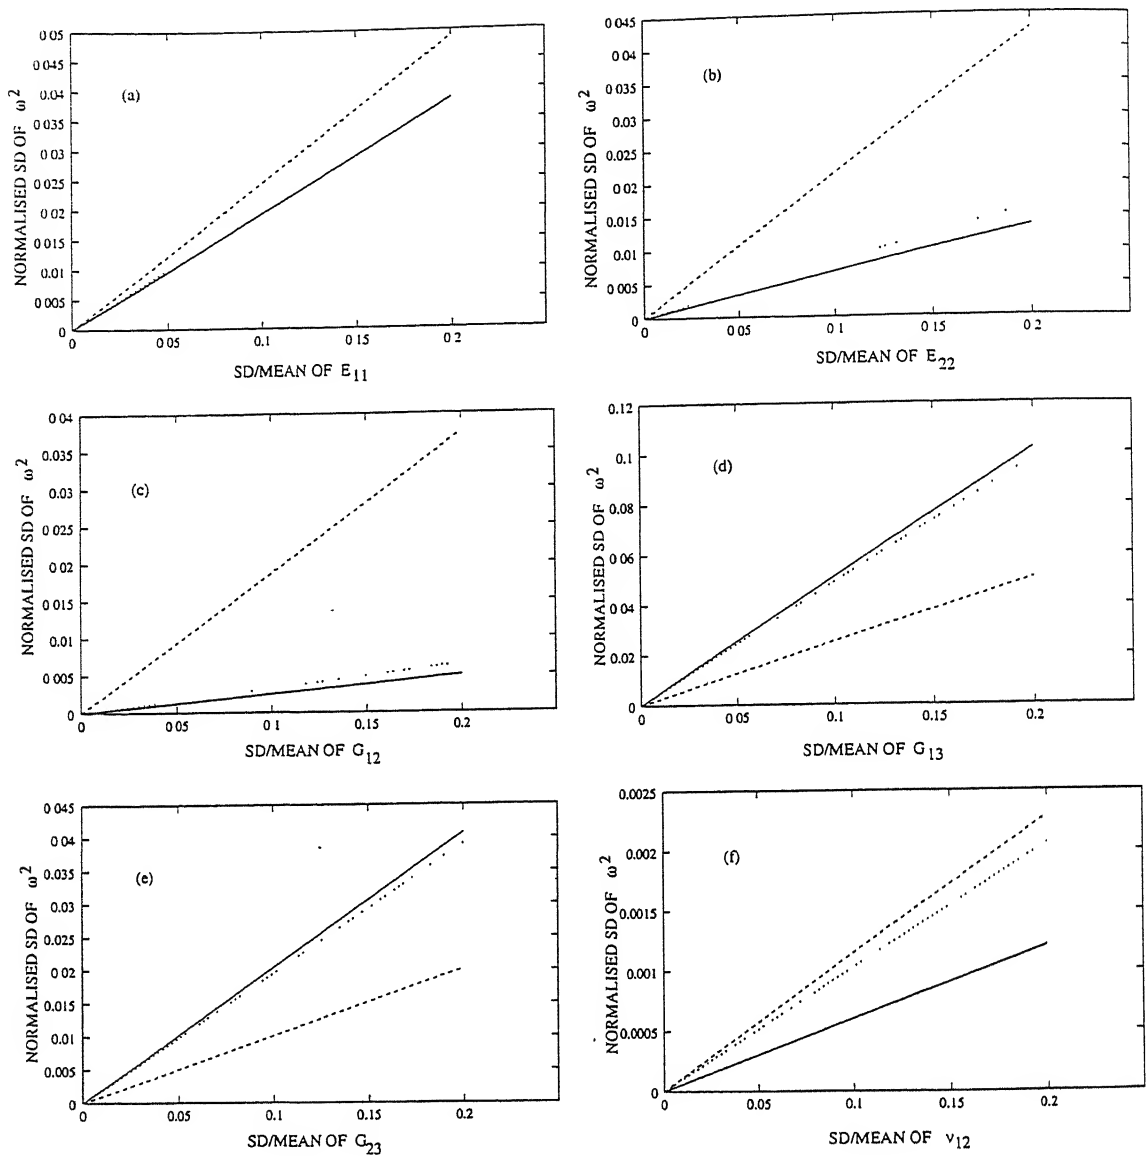 0 05
0 045
0 04
0 035
0 03
0 025
0 02
0 015
0 01
0 005
0
(a)
NORMALISED SD OF ω²
0 0 05 0 1 0 15 0 2
SD/MEAN OF E11
0 045
0 04
0 035
0 03
0 025
0 02
0 015
0 01
0 005
0
(b)
NORMALISED SD OF ω²
0 0 05 0 1 0 15 0 2
SD/MEAN OF E22
0 04
0 035
0 03
0 025
0 02
0 015
0 01
0 005
0
(c)
NORMALISED SD OF ω²
0 0 05 0 1 0 15 0 2
SD/MEAN OF G12
0.12
0.1
0 08
0 06
0 04
0.02
0
(d)
NORMALISED SD OF ω²
0 0 05 0.1 0.15 0.2
SD/MEAN OF G13
0.045
0 04
0.035
0.03
0.025
0 02
0.015
0.01
0.005
0
(e)
NORMALISED SD OF ω²
0 0.05 0.1 0.15 0.2
SD/MEAN OF G23
0.0025
0.002
0.0015
0.001
0.0005
0
(f)
NORMALISED SD OF ω²
0 0.05 0.1 0.15 0.2
SD/MEAN OF ν12